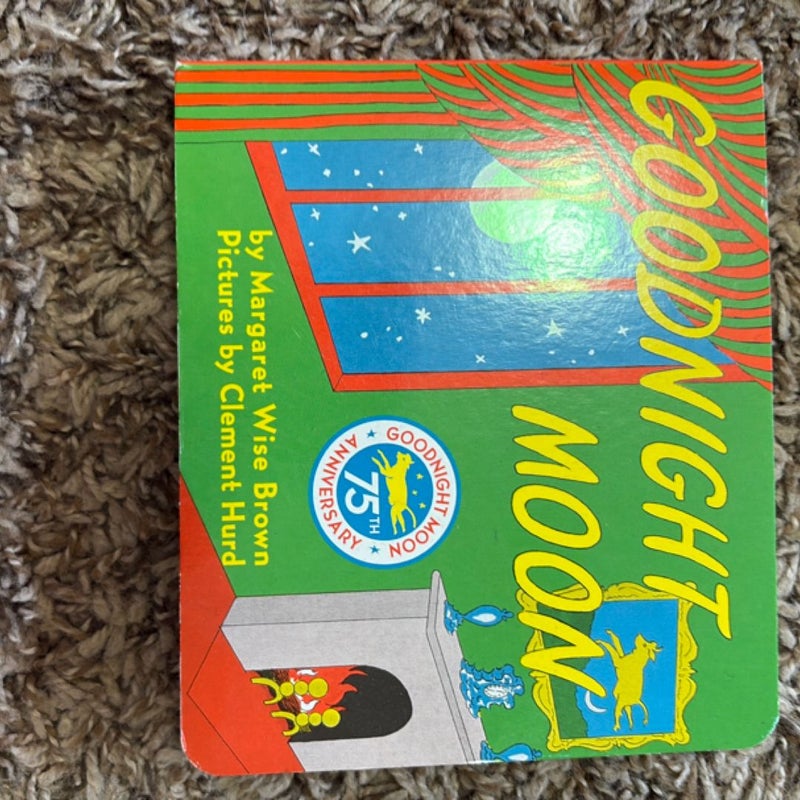 GOODNIGHT
MOON
GOODNIGHT MOON
75TH
ANNIVERSARY
by Margaret Wise Brown
Pictures by Clement Hurd